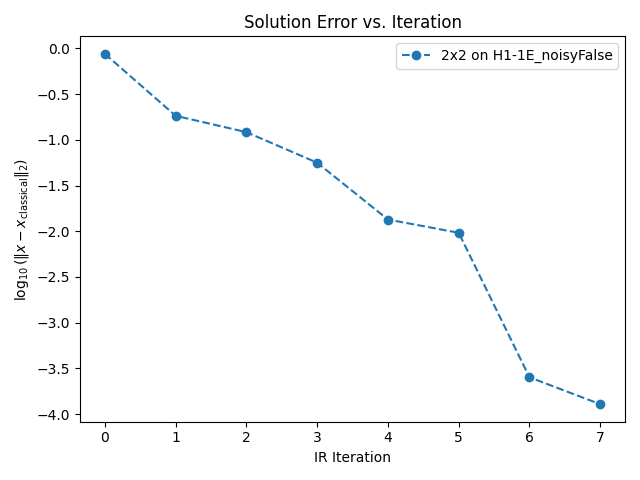 Solution Error vs. Iteration
2x2 on H1-1E_noisyFalse
0.0
−0.5
−1.0
−1.5
−2.0
−2.5
−3.0
−3.5
−4.0
log₁₀ (‖x − x_classical‖₂)
0 1 2 3 4 5 6 7
IR Iteration